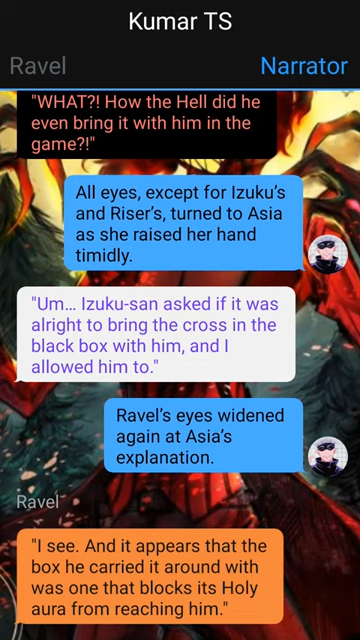 Kumar TS
Ravel
Narrator
"WHAT?! How the Hell did he
even bring it with him in the
game?!"
All eyes, except for Izuku's
and Riser's, turned to Asia
as she raised her hand
timidly.
"Um... Izuku-san asked if it was
alright to bring the cross in the
black box with him, and I
allowed him to."
Ravel's eyes widened
again at Asia's
explanation.
Ravel
"I see. And it appears that the
box he carried it around with
was one that blocks its Holy
aura from reaching him."